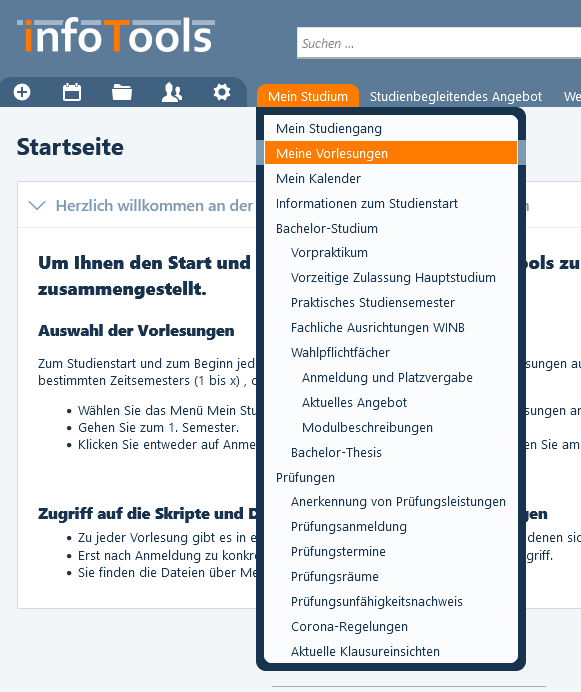 infoTools
Suchen ...
Mein Studium
Studienbegleitendes Angebot
We
Startseite
Mein Studiengang
Meine Vorlesungen
Mein Kalender
Informationen zum Studienstart
Bachelor-Studium
Vorpraktikum
Vorzeitige Zulassung Hauptstudium
Praktisches Studiensemester
Fachliche Ausrichtungen WINB
Wahlpflichtfächer
Anmeldung und Platzvergabe
Aktuelles Angebot
Modulbeschreibungen
Bachelor-Thesis
Prüfungen
Anerkennung von Prüfungsleistungen
Prüfungsanmeldung
Prüfungstermine
Prüfungsräume
Prüfungsunfähigkeitsnachweis
Corona-Regelungen
Aktuelle Klausureinsichten
Herzlich willkommen an der
Um Ihnen den Start und
ools zu
zusammengestellt.
Auswahl der Vorlesungen
Zum Studienstart und zum Beginn jed
sungen au
bestimmten Zeitsemesters (1 bis x) , d
• Wählen Sie das Menü Mein Stu
sungen an
• Gehen Sie zum 1. Semester.
• Klicken Sie entweder auf Anme
en Sie am
Zugriff auf die Skripte und D
gen
• Zu jeder Vorlesung gibt es in e
denen sic
• Erst nach Anmeldung zu konkr
griff.
• Sie finden die Dateien über Me